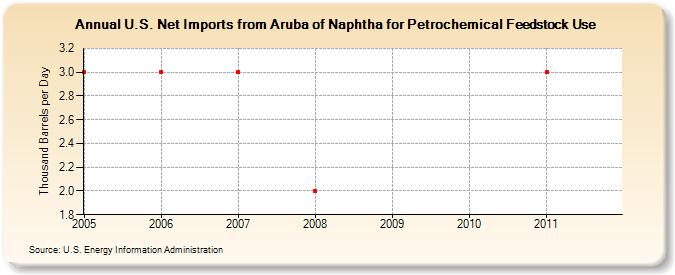 Annual U.S. Net Imports from Aruba of Naphtha for Petrochemical Feedstock Use
Thousand Barrels per Day
3.2
3.0
2.8
2.6
2.4
2.2
2.0
1.8
2005 2006 2007 2008 2009 2010 2011
Source: U.S. Energy Information Administration